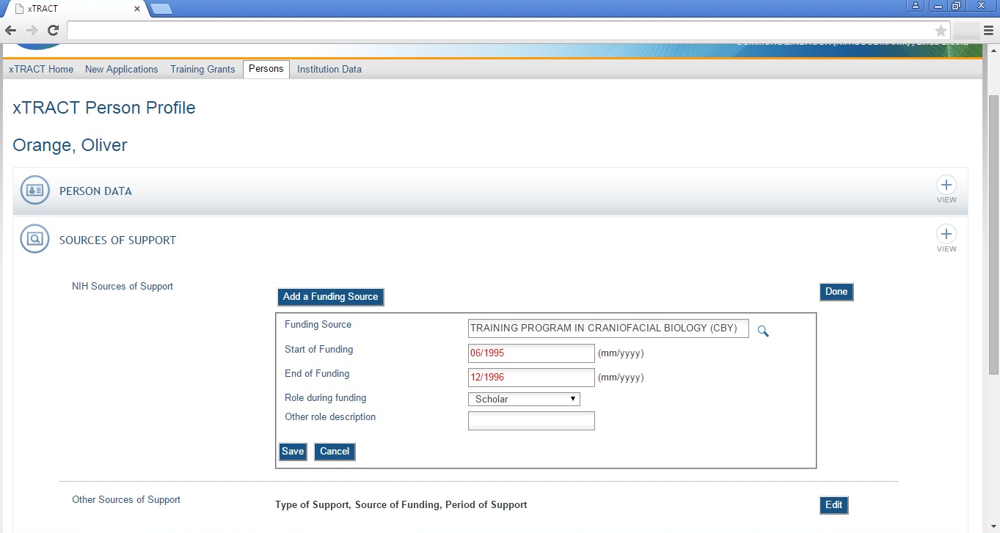 xTRACT
xTRACT Home New Applications Training Grants Persons Institution Data
xTRACT Person Profile
Orange, Oliver
PERSON DATA
VIEW
SOURCES OF SUPPORT
VIEW
NIH Sources of Support
Add a Funding Source
Done
Funding Source TRAINING PROGRAM IN CRANIOFACIAL BIOLOGY (CBY)
Start of Funding 06/1995 (mm/yyyy)
End of Funding 12/1996 (mm/yyyy)
Role during funding Scholar
Other role description
Save Cancel
Other Sources of Support Type of Support, Source of Funding, Period of Support Edit